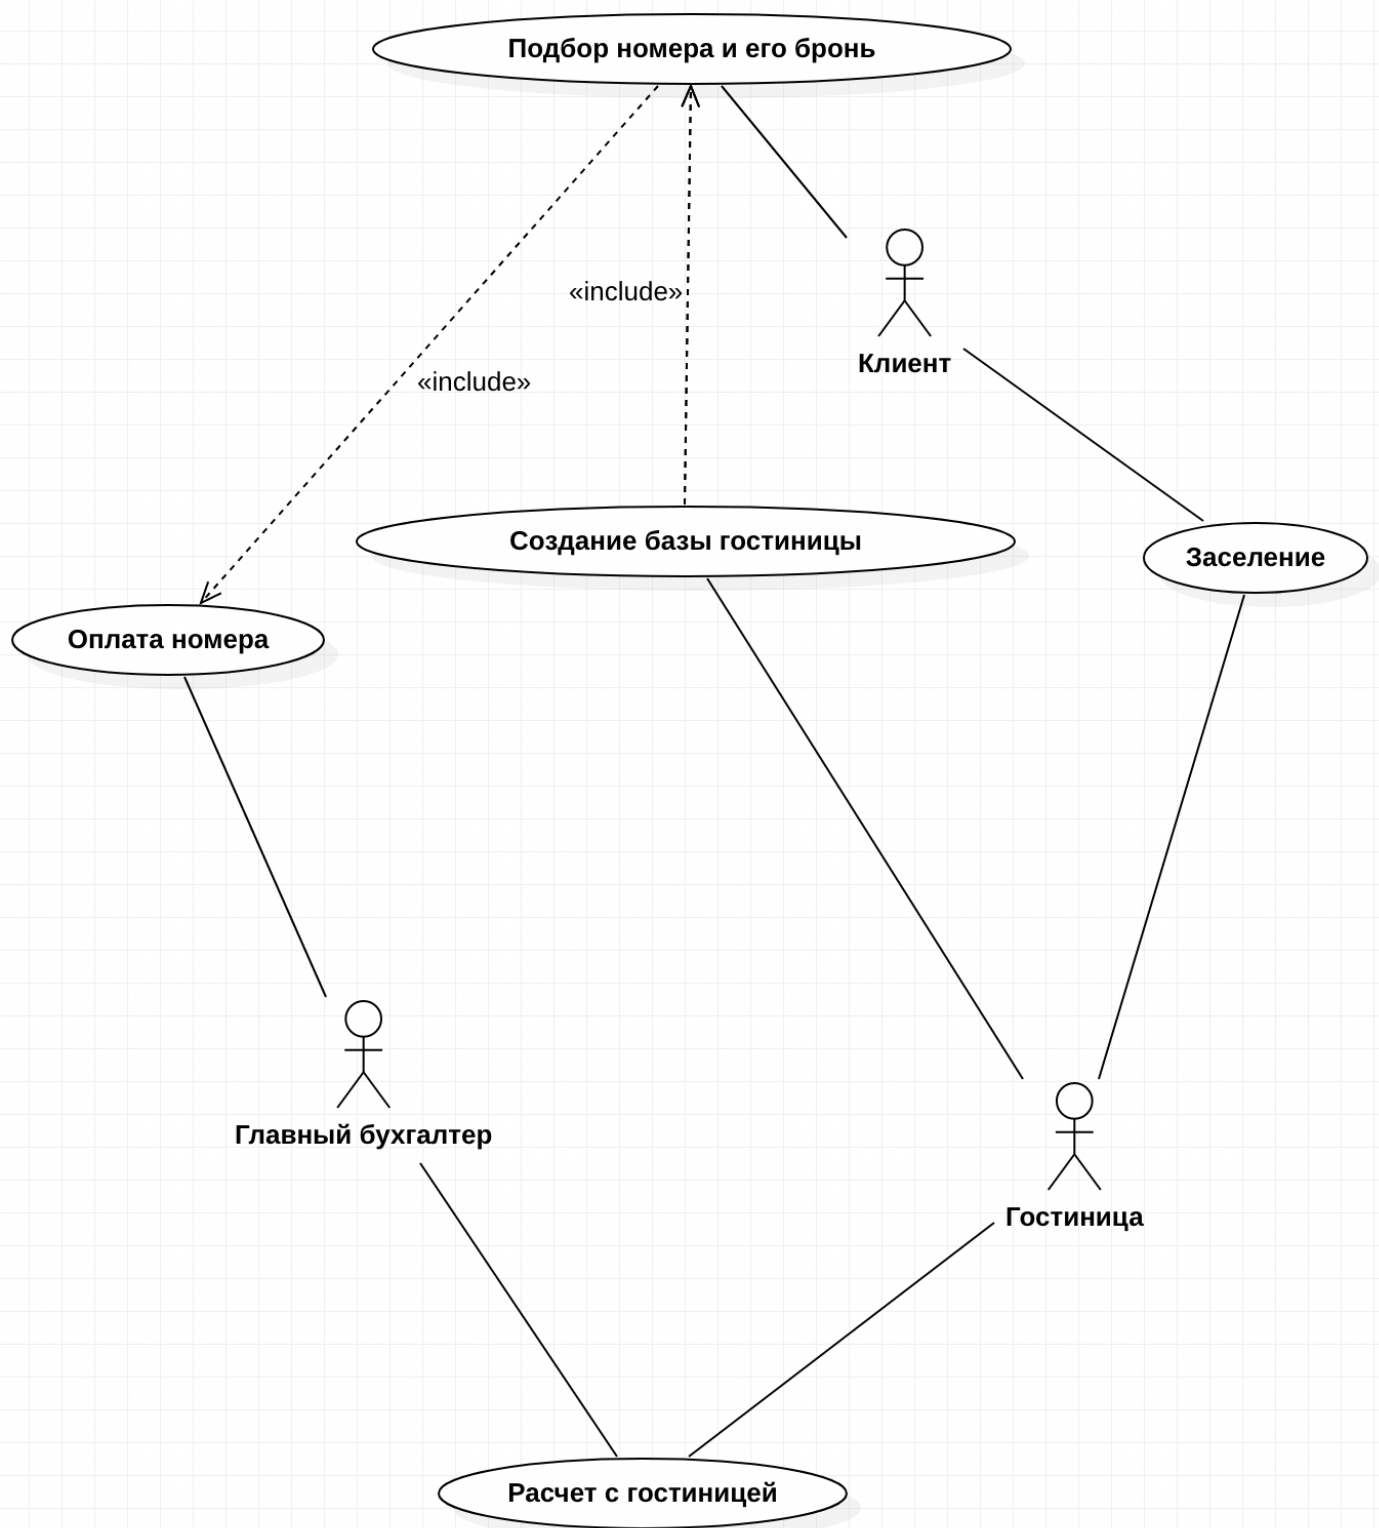 Подбор номера и его бронь
«include»
Клиент
«include»
Создание базы гостиницы
Заселение
Оплата номера
Главный бухгалтер
Гостиница
Расчет с гостиницей